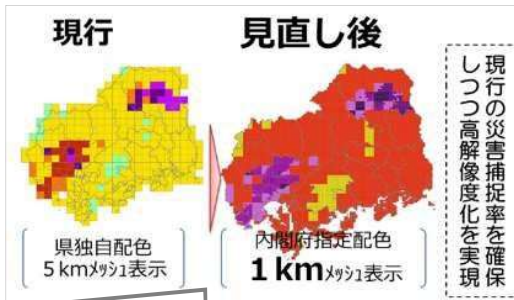 現行
見直し後
県独自配色
5kmメッシュ表示
内閣府指定配色
1kmメッシュ表示
現行の災害捕捉率を確保
しつつ高解像度化を実現